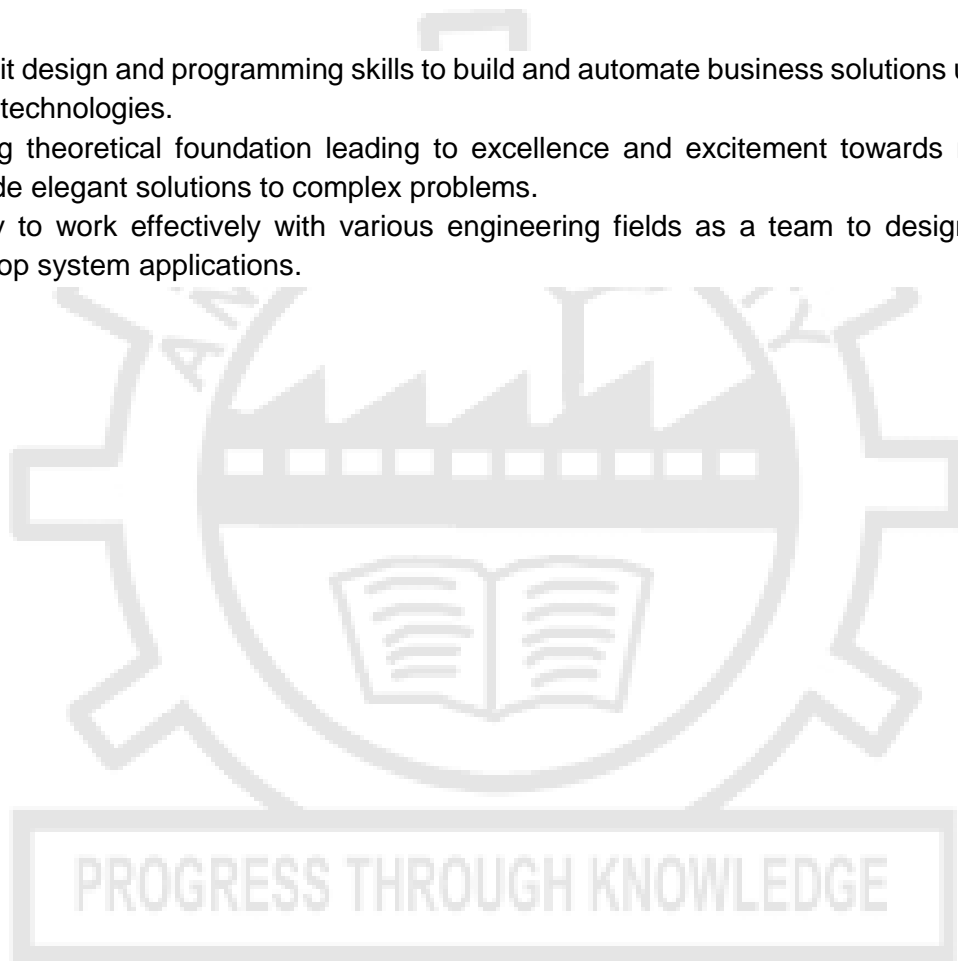 it design and programming skills to build and automate business solutions u
technologies.
g theoretical foundation leading to excellence and excitement towards
de elegant solutions to complex problems.
y to work effectively with various engineering fields as a team to design
op system applications.
AN
Y
PROGRESS THROUGH KNOWLEDGE